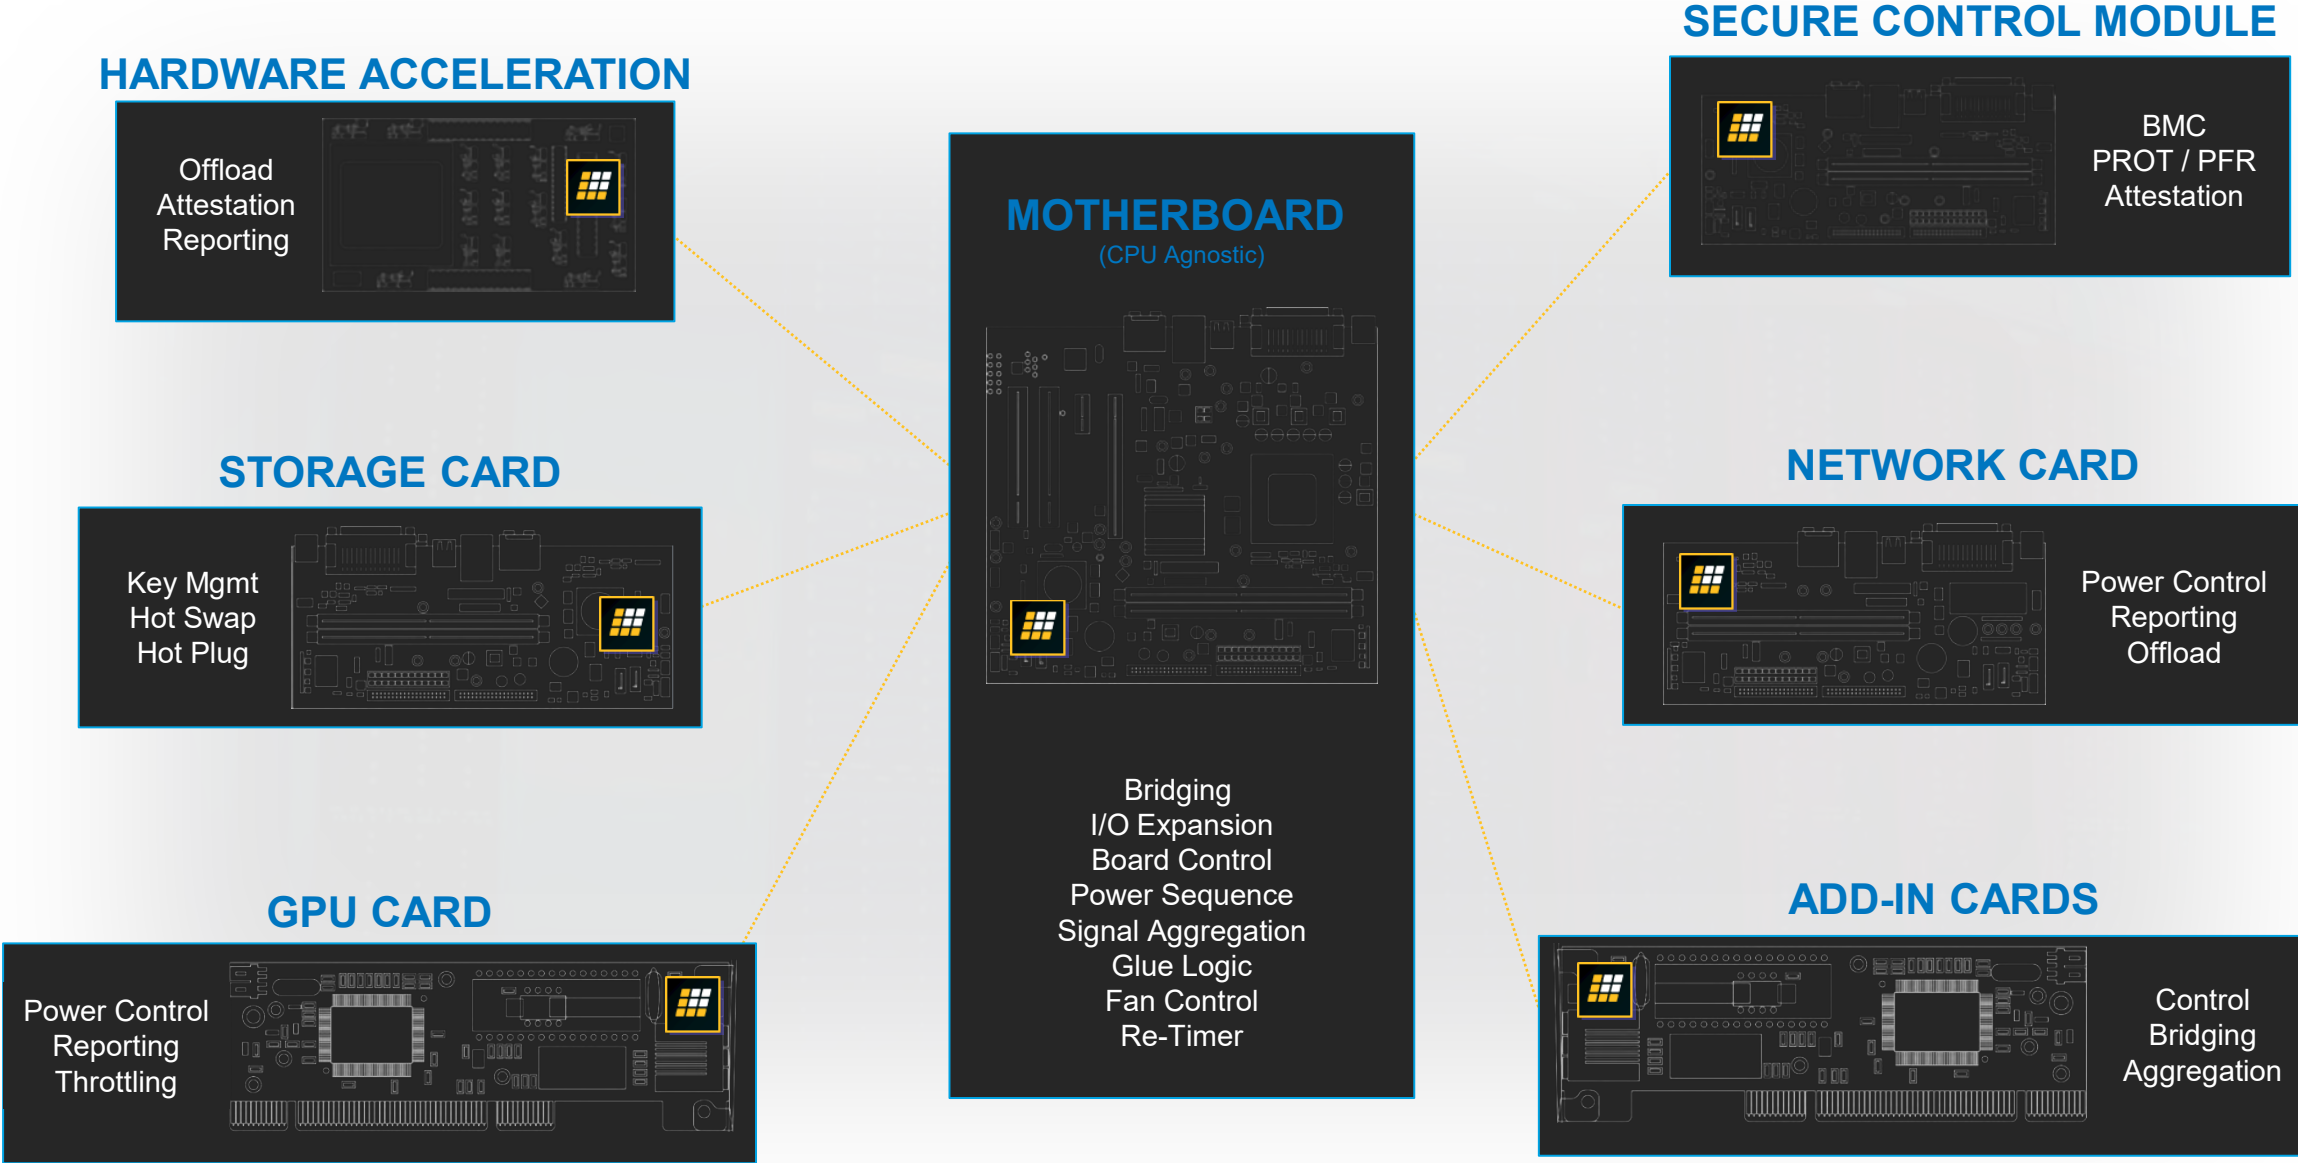 HARDWARE ACCELERATION
Offload
Attestation
Reporting
STORAGE CARD
Key Mgmt
Hot Swap
Hot Plug
GPU CARD
Power Control
Reporting
Throttling
MOTHERBOARD
(CPU Agnostic)
Bridging
I/O Expansion
Board Control
Power Sequence
Signal Aggregation
Glue Logic
Fan Control
Re-Timer
SECURE CONTROL MODULE
BMC
PROT / PFR
Attestation
NETWORK CARD
Power Control
Reporting
Offload
ADD-IN CARDS
Control
Bridging
Aggregation